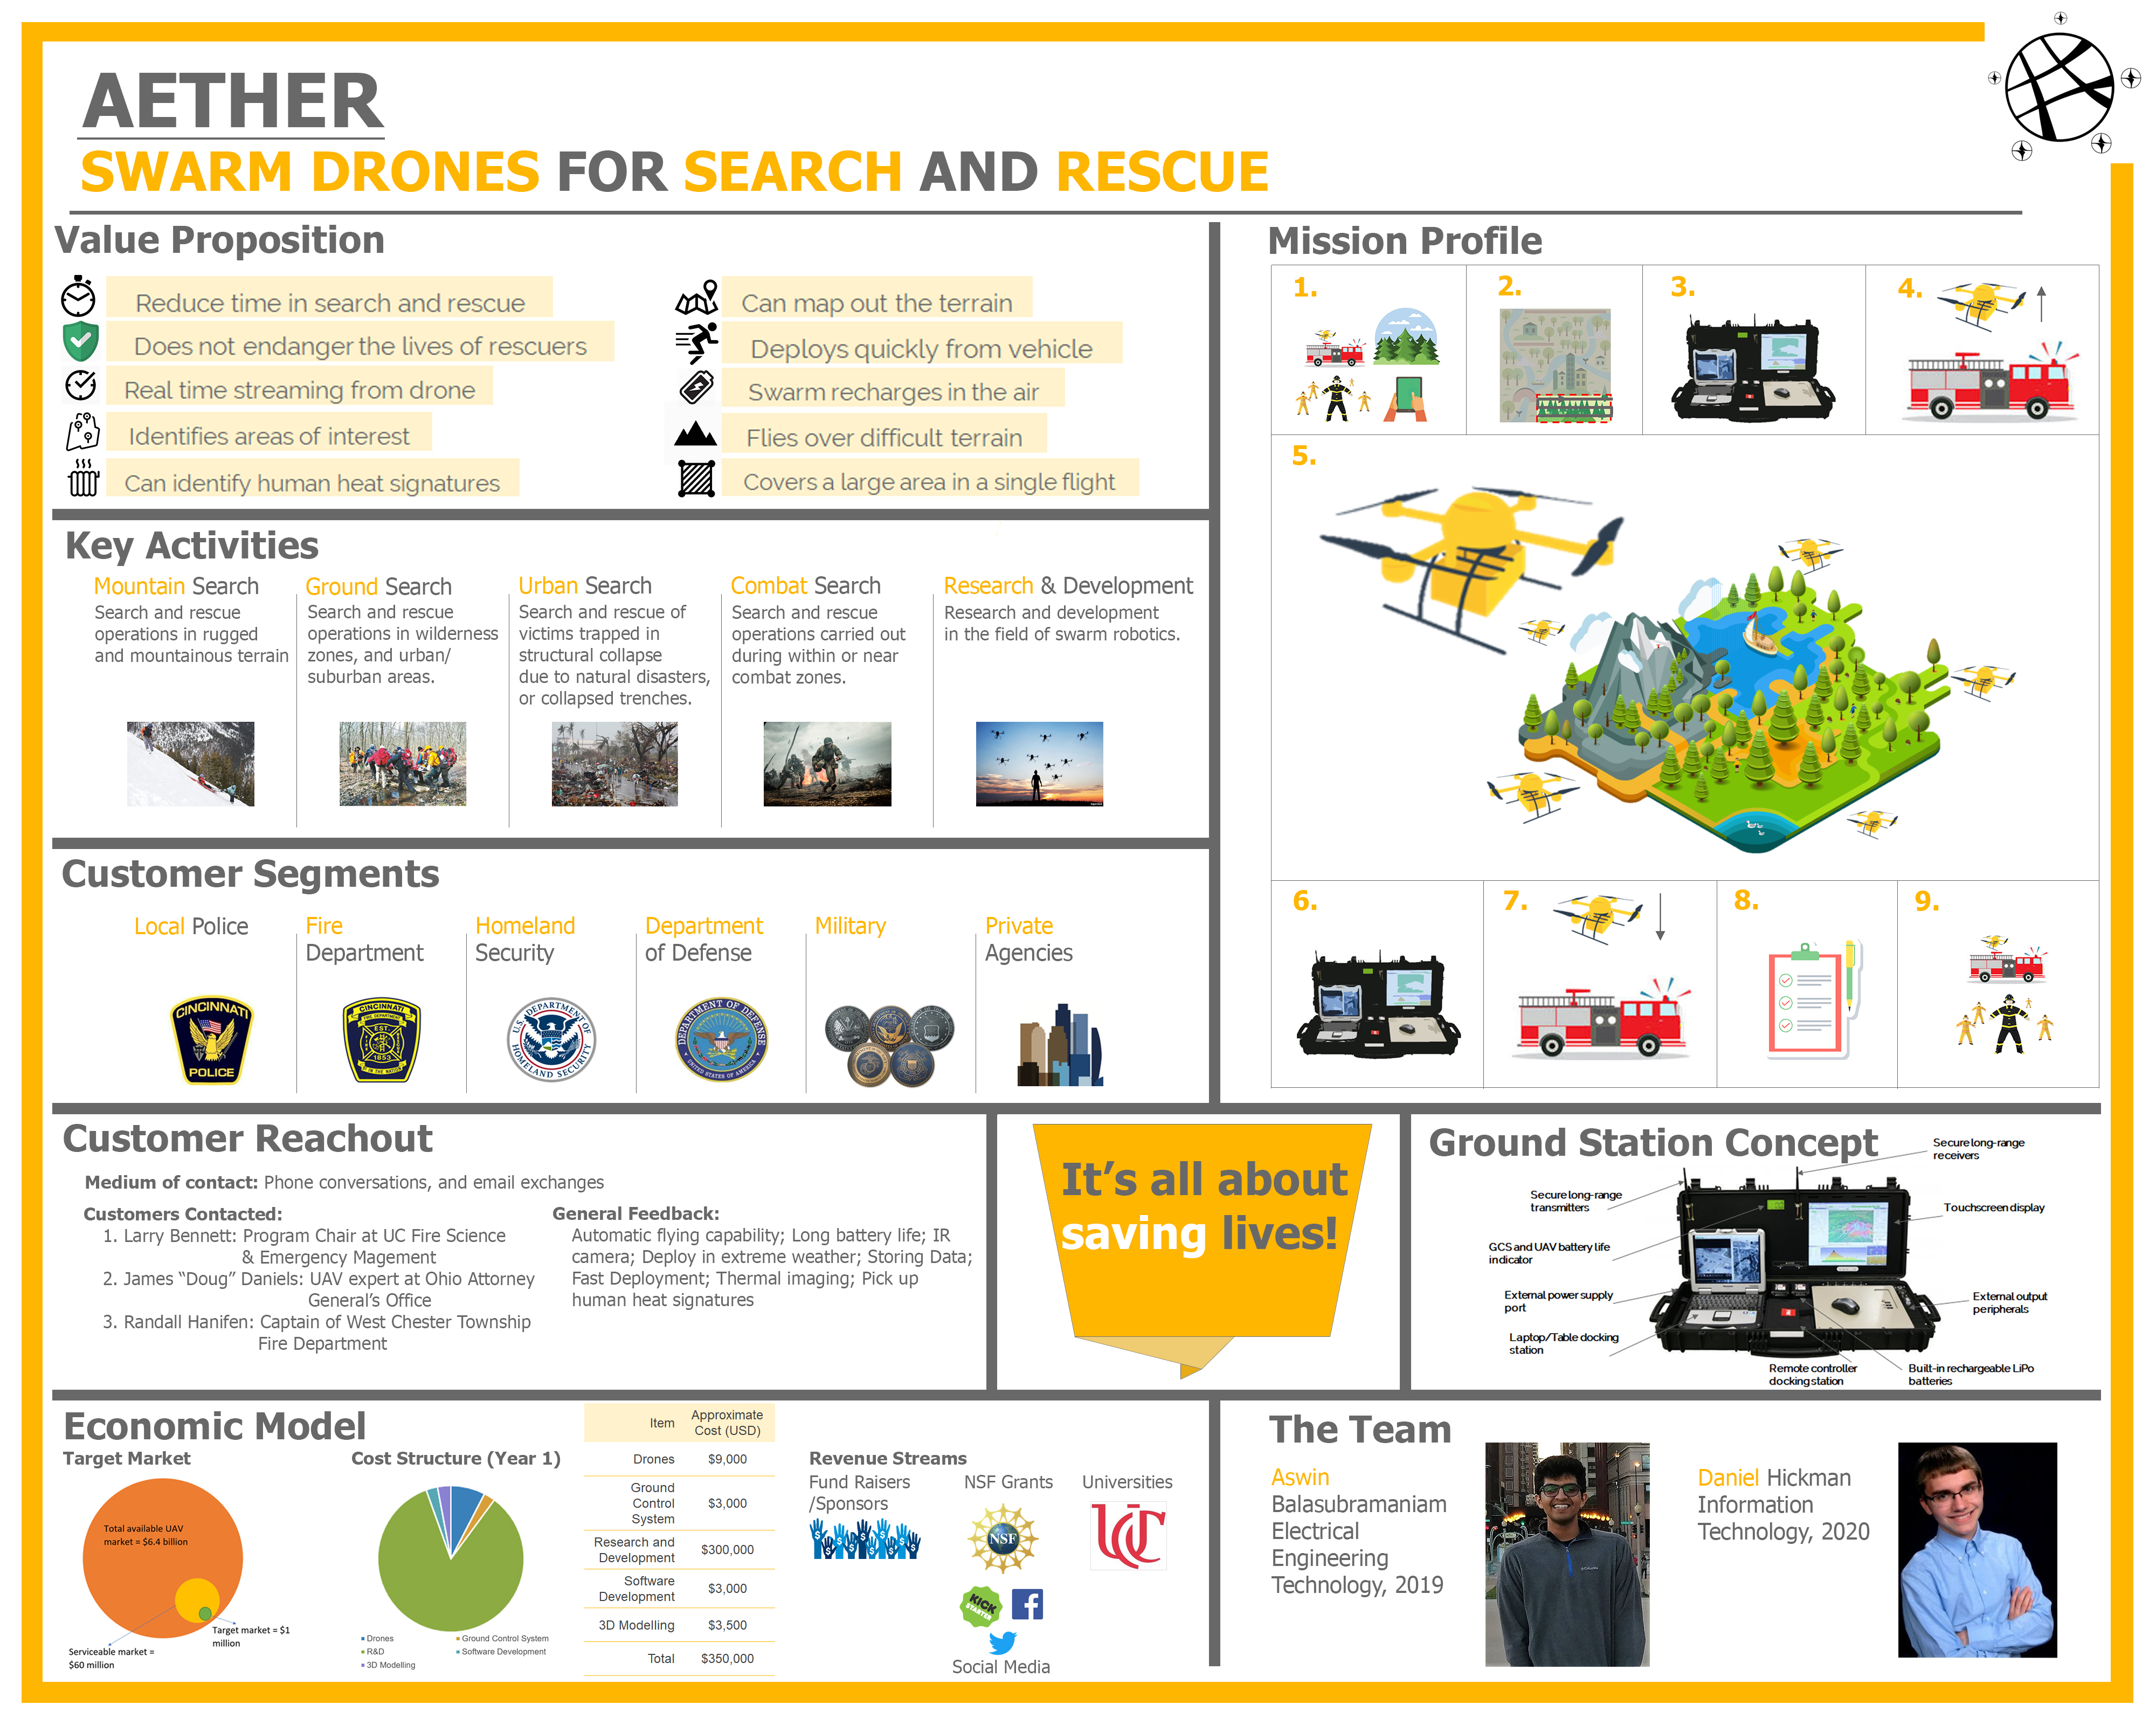 AETHER
SWARM DRONES FOR SEARCH AND RESCUE
Value Proposition
Reduce time in search and rescue
Does not endanger the lives of rescuers
Real time streaming from drone
Identifies areas of interest
Can identify human heat signatures
Can map out the terrain
Deploys quickly from vehicle
Swarm recharges in the air
Flies over difficult terrain
Covers a large area in a single flight
Key Activities
Mountain Search
Search and rescue
operations in rugged
and mountainous terrain
Ground Search
Search and rescue
operations in wilderness
zones, and urban/
suburban areas.
Urban Search
Search and rescue of
victims trapped in
structural collapse
due to natural disasters,
or collapsed trenches.
Combat Search
Search and rescue
operations carried out
during within or near
combat zones.
Research & Development
Research and development
in the field of swarm robotics.
Customer Segments
Local Police
CINCINNATI
POLICE
Fire
Department
CINCINNATI
FIRE DEPARTMENT
EST.
1853
Homeland
Security
U.S. DEPARTMENT OF
HOMELAND SECURITY
Department
of Defense
DEPARTMENT OF DEFENSE
UNITED STATES OF AMERICA
Military
Private
Agencies
Mission Profile
1.
2.
3.
4.
5.
6.
7.
8.
9.
Customer Reachout
Medium of contact: Phone conversations, and email exchanges
Customers Contacted:
1. Larry Bennett: Program Chair at UC Fire Science
& Emergency Magement
2. James “Doug” Daniels: UAV expert at Ohio Attorney
General’s Office
3. Randall Hanifen: Captain of West Chester Township
Fire Department
General Feedback:
Automatic flying capability; Long battery life; IR
camera; Deploy in extreme weather; Storing Data;
Fast Deployment; Thermal imaging; Pick up
human heat signatures
It’s all about
saving lives!
Ground Station Concept
Secure long-range
receivers
Secure long-range
transmitters
Touchscreen display
GCS and UAV battery life
indicator
External power supply
port
External output
peripherals
Laptop/Table docking
station
Remote controller
docking station
Built-in rechargeable LiPo
batteries
Economic Model
Target Market
Total available UAV
market = $6.4 billion
Target market = $1
million
Serviceable market =
$60 million
Cost Structure (Year 1)
Drones
Ground Control System
R&D
Software Development
3D Modelling
Item
Approximate
Cost (USD)
Drones $9,000
Ground
Control
System
$3,000
Research and
Development
$300,000
Software
Development
$3,000
3D Modelling $3,500
Total $350,000
Revenue Streams
Fund Raisers
/Sponsors
NSF Grants
NSF
Universities
UC
KICK
STARTER
f
Social Media
The Team
Aswin
Balasubramaniam
Electrical
Engineering
Technology, 2019
Daniel Hickman
Information
Technology, 2020